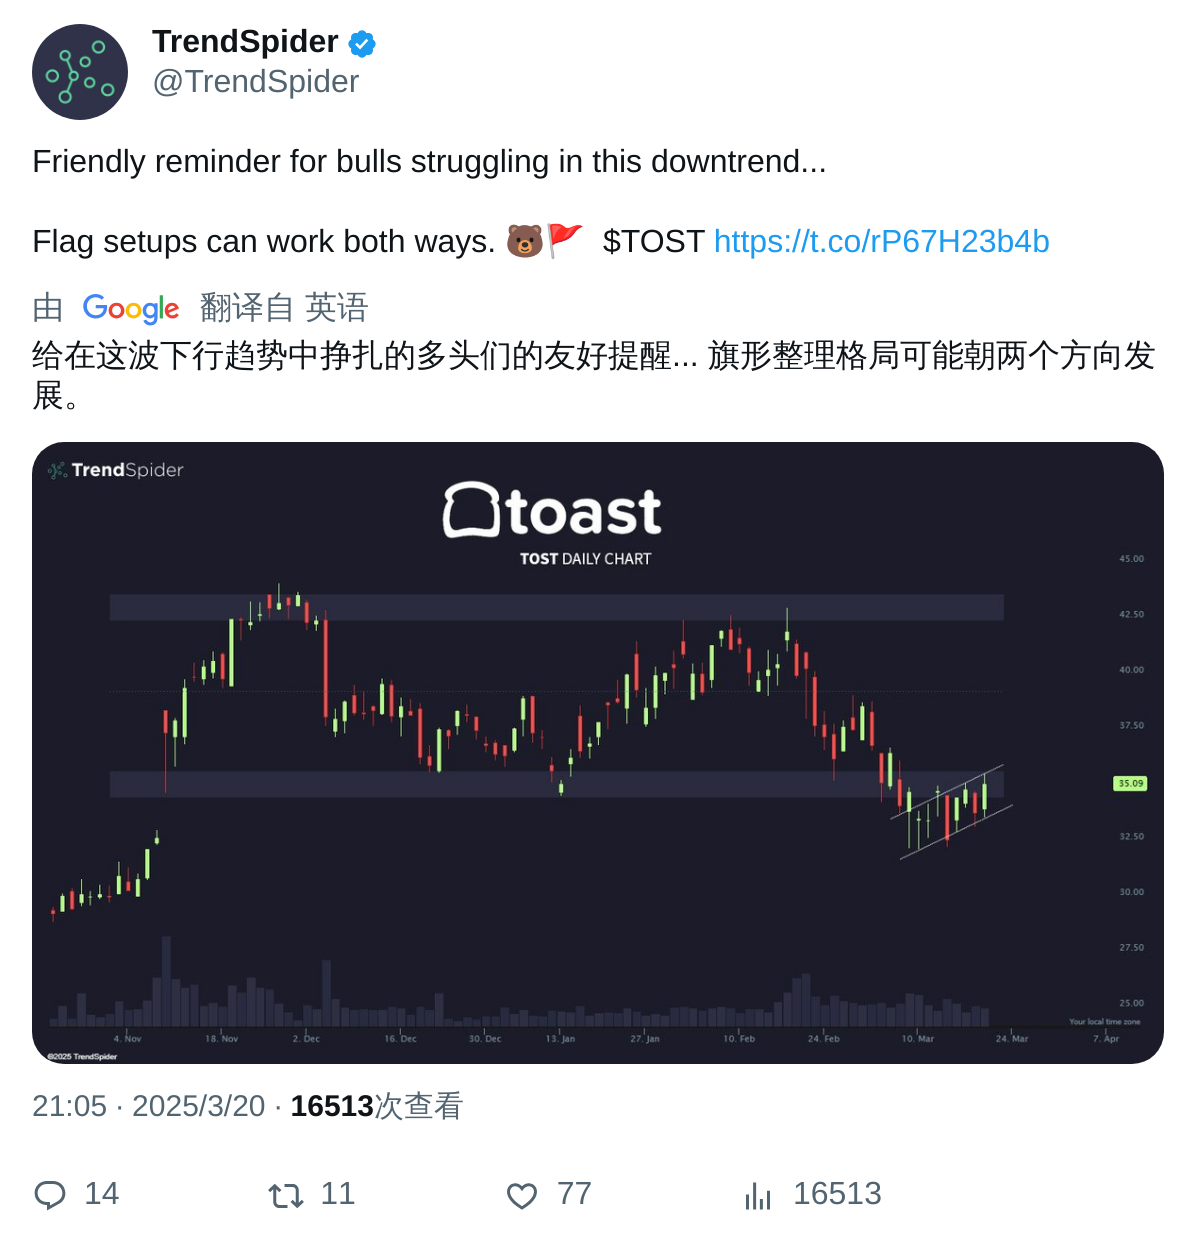 TrendSpider
@TrendSpider
Friendly reminder for bulls struggling in this downtrend...
Flag setups can work both ways. 🐻🚩 $TOST https://t.co/rP67H23b4b
由 Google 翻译自 英语
给在这波下行趋势中挣扎的多头们的友好提醒... 旗形整理格局可能朝两个方向发
展。
TrendSpider
toast
TOST DAILY CHART
45.00
42.50
40.00
37.50
35.09
32.50
30.00
27.50
25.00
Your local time zone
4. Nov 18. Nov 2. Dec 16. Dec 30. Dec 13. Jan 27. Jan 10. Feb 24. Feb 10. Mar 24. Mar 7. Apr
©2025 TrendSpider
21:05 · 2025/3/20 · 16513次查看
14 11 77 16513